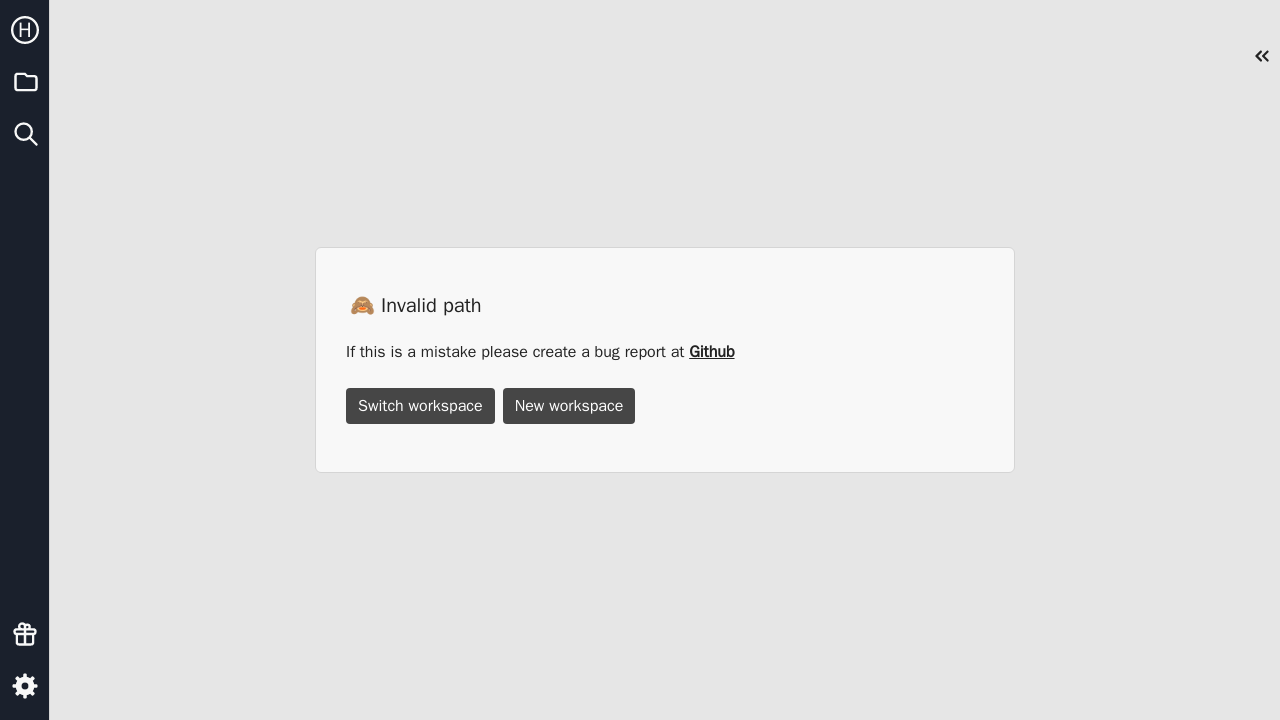 H
🙈 Invalid path
If this is a mistake please create a bug report at Github
Switch workspace New workspace